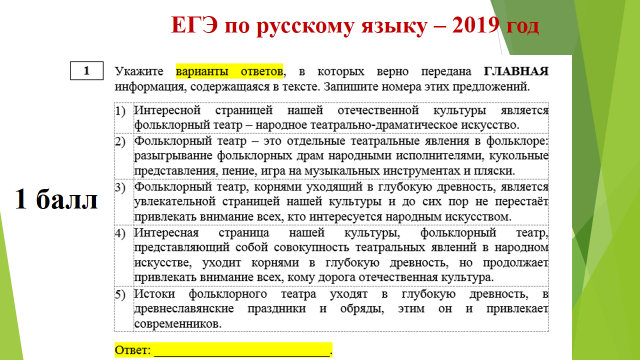 ЕГЭ по русскому языку – 2019 год
1
Укажите варианты ответов, в которых верно передана ГЛАВНАЯ
информация, содержащаяся в тексте. Запишите номера этих предложений.
1) Интересной страницей нашей отечественной культуры является
фольклорный театр – народное театрально-драматическое искусство.
2) Фольклорный театр – это отдельные театральные явления в фольклоре:
разыгрывание фольклорных драм народными исполнителями, кукольные
представления, пение, игра на музыкальных инструментах и пляски.
3) Фольклорный театр, корнями уходящий в глубокую древность, является
увлекательной страницей нашей культуры и до сих пор не перестаёт
привлекать внимание всех, кто интересуется народным искусством.
4) Интересная страница нашей культуры, фольклорный театр,
представляющий собой совокупность театральных явлений в народном
искусстве, уходит корнями в глубокую древность, но продолжает
привлекать внимание всех, кому дорога отечественная культура.
5) Истоки фольклорного театра уходят в глубокую древность, в
древнеславянские праздники и обряды, этим он и привлекает
современников.
Ответ: ___________________________.
1 балл